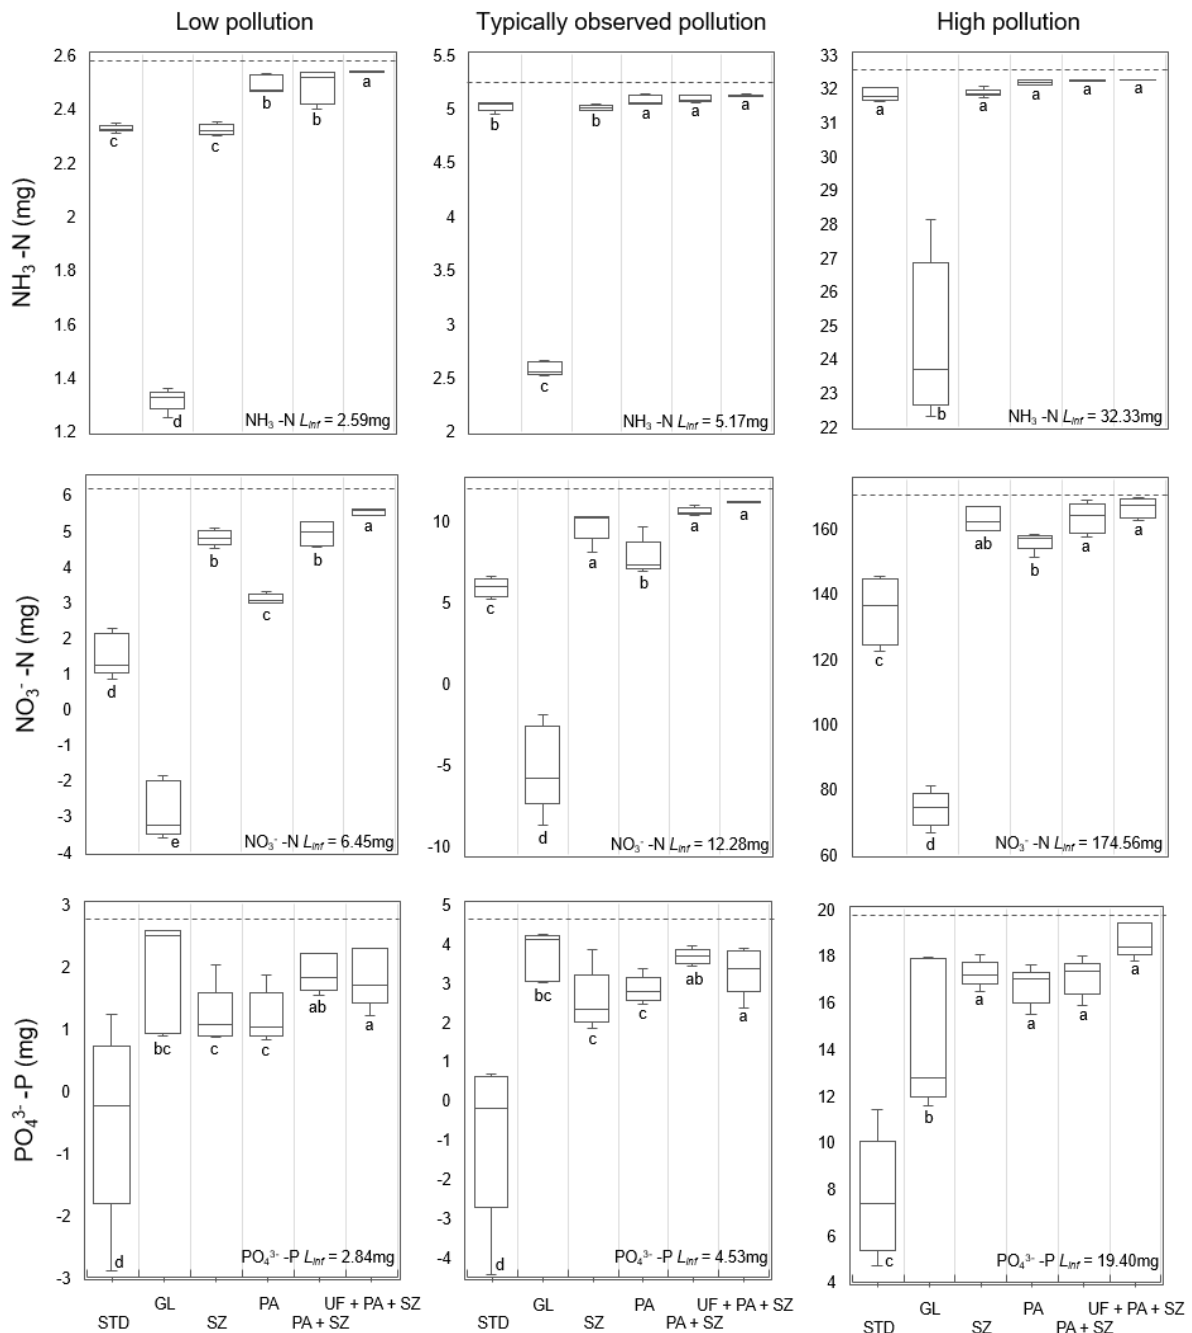 Low pollution
Typically observed pollution
High pollution
NH₃ -N (mg)
2.6
2.4
2.2
2
1.8
1.6
1.4
1.2
c
d
c
b
b
a
NH₃ -N Lᵢₙf = 2.59mg
5.5
5
4.5
4
3.5
3
2.5
2
b
c
b
a
a
a
NH₃ -N Lᵢₙf = 5.17mg
33
32
31
30
29
28
27
26
25
24
23
22
a
b
a
a
a
a
NH₃ -N Lᵢₙf = 32.33mg
NO₃⁻ -N (mg)
6
5
4
3
2
1
0
-1
-2
-3
-4
d
e
b
c
b
a
NO₃⁻ -N Lᵢₙf = 6.45mg
10
5
0
-5
-10
c
d
a
b
a
a
NO₃⁻ -N Lᵢₙf = 12.28mg
160
140
120
100
80
60
c
d
ab
b
a
a
NO₃⁻ -N Lᵢₙf = 174.56mg
PO₄³⁻ -P (mg)
3
2
1
0
-1
-2
-3
d
bc
c
c
ab
a
PO₄³⁻ -P Lᵢₙf = 2.84mg
5
4
3
2
1
0
-1
-2
-3
-4
d
bc
c
c
ab
a
PO₄³⁻ -P Lᵢₙf = 4.53mg
20
18
16
14
12
10
8
6
4
c
b
a
a
a
a
PO₄³⁻ -P Lᵢₙf = 19.40mg
STD
GL
SZ
PA
PA + SZ
UF + PA + SZ
STD
GL
SZ
PA
PA + SZ
UF + PA + SZ
STD
GL
SZ
PA
PA + SZ
UF + PA + SZ